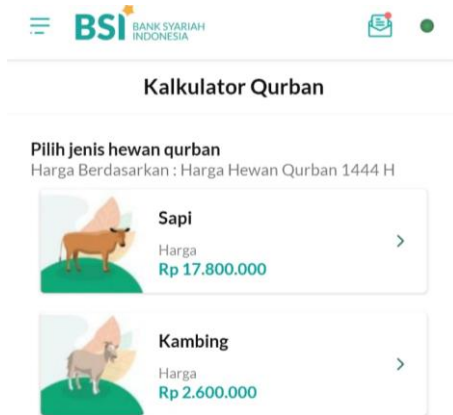 BSI BANK SYARIAH
INDONESIA
Kalkulator Qurban
Pilih jenis hewan qurban
Harga Berdasarkan : Harga Hewan Qurban 1444 H
Sapi
Harga
Rp 17.800.000
Kambing
Harga
Rp 2.600.000